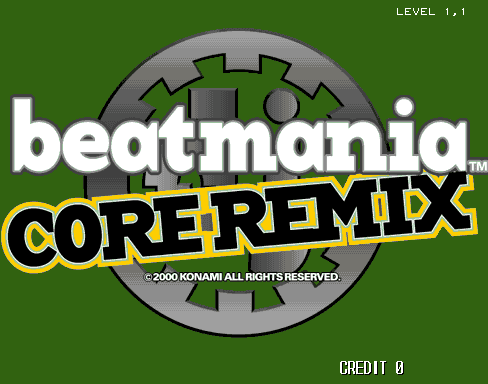 LEVEL 1,1
beatmania™
CORE REMIX
©2000 KONAMI ALL RIGHTS RESERVED.
CREDIT 0